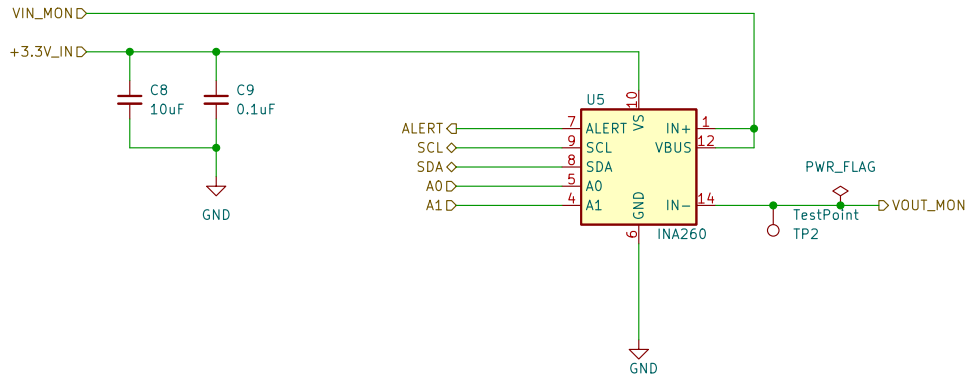 VIN_MON
+3.3V_IN
C8
10uF
C9
0.1uF
GND
U5
10
VS
ALERT 7 ALERT
SCL 9 SCL
SDA 8 SDA
A0 5 A0
A1 4 A1
IN+ 1
VBUS 12
IN- 14
GND
6
INA260
GND
PWR_FLAG
TestPoint
TP2
VOUT_MON